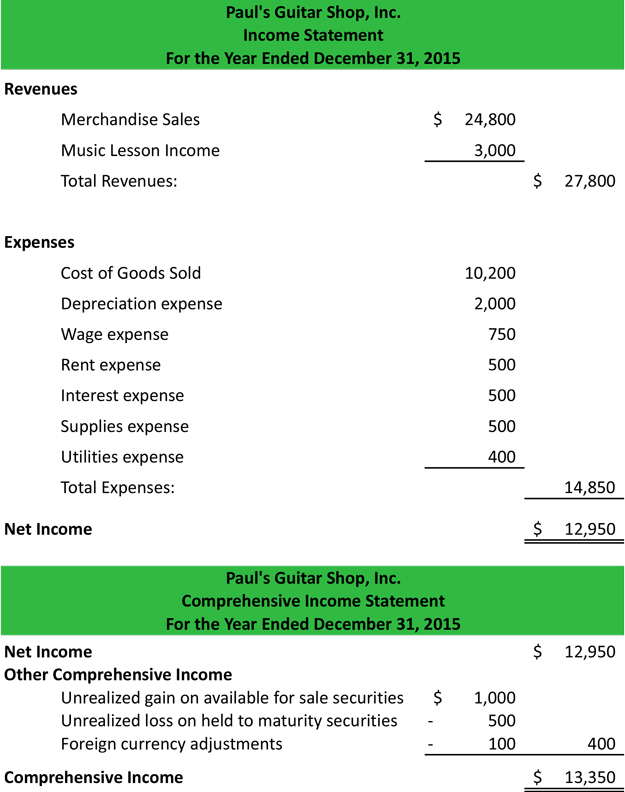 Paul's Guitar Shop, Inc.
Income Statement
For the Year Ended December 31, 2015
Revenues
Merchandise Sales $ 24,800
Music Lesson Income 3,000
Total Revenues: $ 27,800
Expenses
Cost of Goods Sold 10,200
Depreciation expense 2,000
Wage expense 750
Rent expense 500
Interest expense 500
Supplies expense 500
Utilities expense 400
Total Expenses: 14,850
Net Income $ 12,950
Paul's Guitar Shop, Inc.
Comprehensive Income Statement
For the Year Ended December 31, 2015
Net Income $ 12,950
Other Comprehensive Income
Unrealized gain on available for sale securities $ 1,000
Unrealized loss on held to maturity securities - 500
Foreign currency adjustments - 100 400
Comprehensive Income $ 13,350